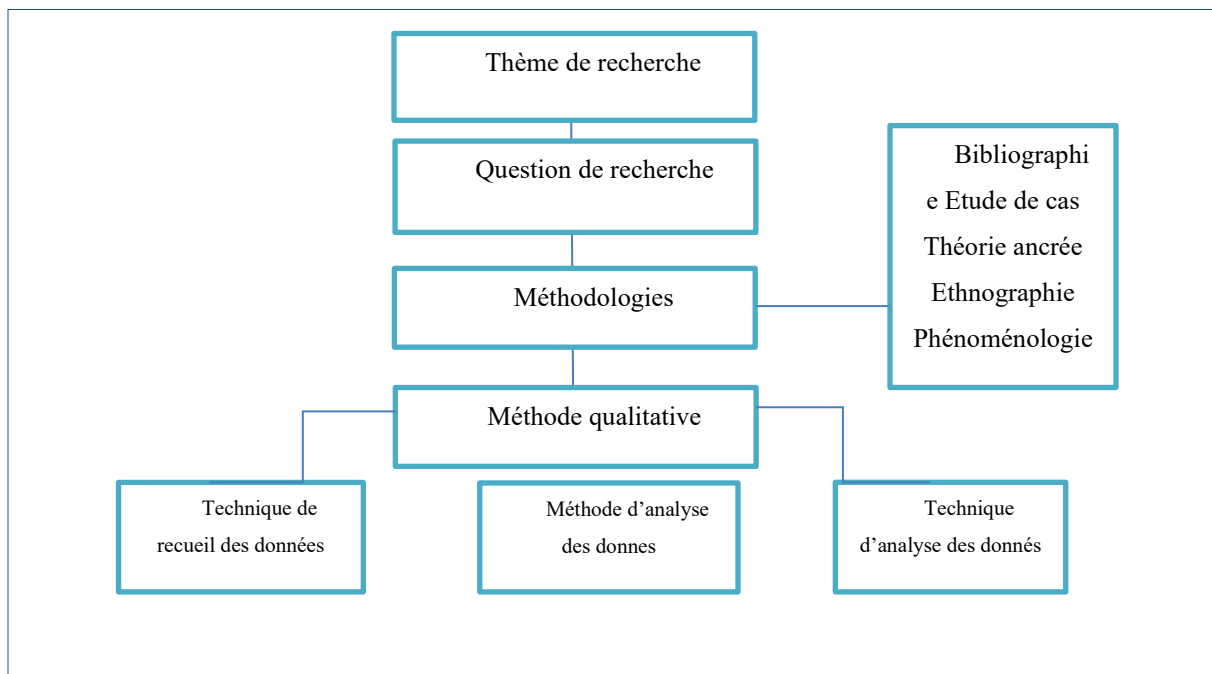 Thème de recherche
Question de recherche
Bibliographi
e Etude de cas
Théorie ancrée
Ethnographie
Phénoménologie
Méthodologies
Méthode qualitative
Technique de
recueil des données
Méthode d'analyse
des donnes
Technique
d'analyse des donnés